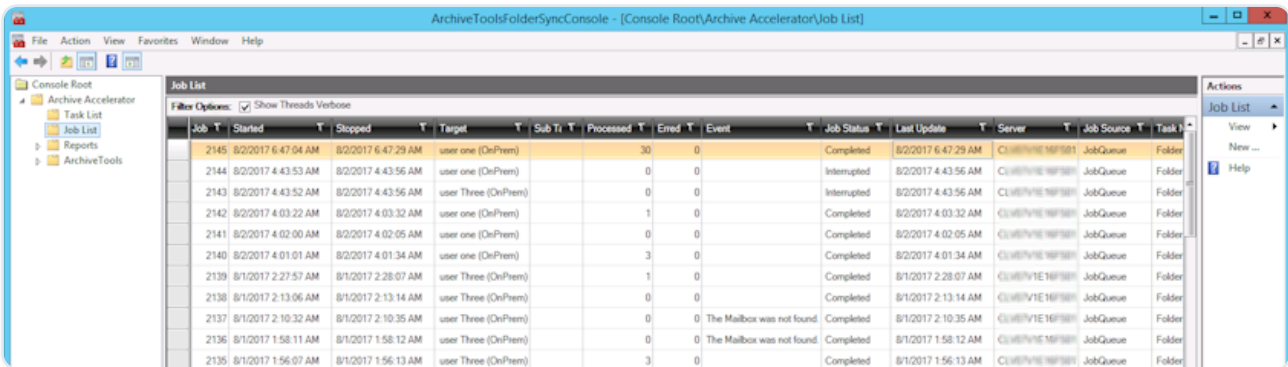 ArchiveToolsFolderSyncConsole - [Console Root\Archive Accelerator\Job List]
File Action View Favorites Window Help
Console Root
Archive Accelerator
Task List
Job List
Reports
ArchiveTools
Job List
Filter Options: Show Threads Verbose
Job Started Stopped Target Sub Ta Processed Erred Event Job Status Last Update Server Job Source Task N
2145 8/2/2017 6:47:04 AM 8/2/2017 6:47:29 AM user one (OnPrem) 30 0 Completed 8/2/2017 6:47:29 AM JobQueue Folder
2144 8/2/2017 4:43:53 AM 8/2/2017 4:43:56 AM user one (OnPrem) 0 0 Interrupted 8/2/2017 4:43:56 AM JobQueue Folder
2143 8/2/2017 4:43:52 AM 8/2/2017 4:43:56 AM user Three (OnPrem) 0 0 Interrupted 8/2/2017 4:43:56 AM JobQueue Folder
2142 8/2/2017 4:03:22 AM 8/2/2017 4:03:32 AM user one (OnPrem) 1 0 Completed 8/2/2017 4:03:32 AM JobQueue Folder
2141 8/2/2017 4:02:00 AM 8/2/2017 4:02:05 AM user one (OnPrem) 0 0 Completed 8/2/2017 4:02:05 AM JobQueue Folder
2140 8/2/2017 4:01:01 AM 8/2/2017 4:01:34 AM user one (OnPrem) 3 0 Completed 8/2/2017 4:01:34 AM JobQueue Folder
2139 8/1/2017 2:27:57 AM 8/1/2017 2:28:07 AM user Three (OnPrem) 1 0 Completed 8/1/2017 2:28:07 AM JobQueue Folder
2138 8/1/2017 2:13:06 AM 8/1/2017 2:13:14 AM user Three (OnPrem) 0 0 Completed 8/1/2017 2:13:14 AM JobQueue Folder
2137 8/1/2017 2:10:32 AM 8/1/2017 2:10:35 AM user Three (OnPrem) 0 0 The Mailbox was not found. Completed 8/1/2017 2:10:35 AM JobQueue Folder
2136 8/1/2017 1:58:11 AM 8/1/2017 1:58:12 AM user Three (OnPrem) 0 0 The Mailbox was not found. Completed 8/1/2017 1:58:12 AM JobQueue Folder
2135 8/1/2017 1:56:07 AM 8/1/2017 1:56:13 AM user Three (OnPrem) 3 0 Completed 8/1/2017 1:56:13 AM JobQueue Folder
Actions
Job List
View
New ...
Help